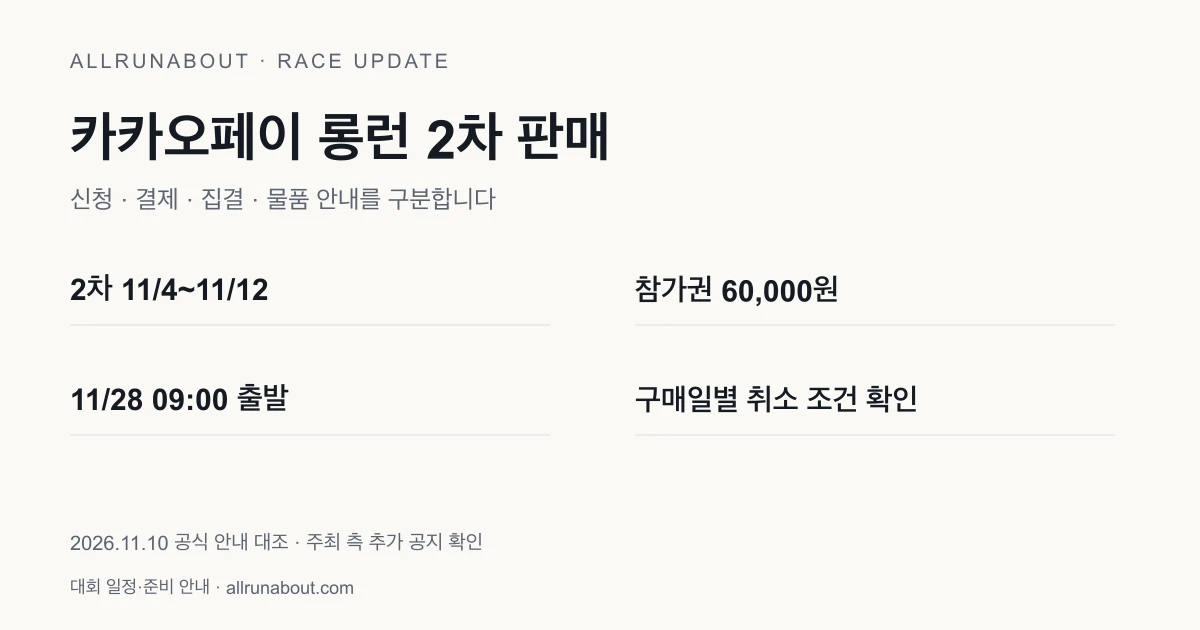 ALLRUNABOUT · RACE UPDATE
카카오페이 롱런 2차 판매
신청 · 결제 · 집결 · 물품 안내를 구분합니다
2차 11/4~11/12
참가권 60,000원
11/28 09:00 출발
구매일별 취소 조건 확인
2026.11.10 공식 안내 대조 · 주최 측 추가 공지 확인
대회 일정·준비 안내 · allrunabout.com